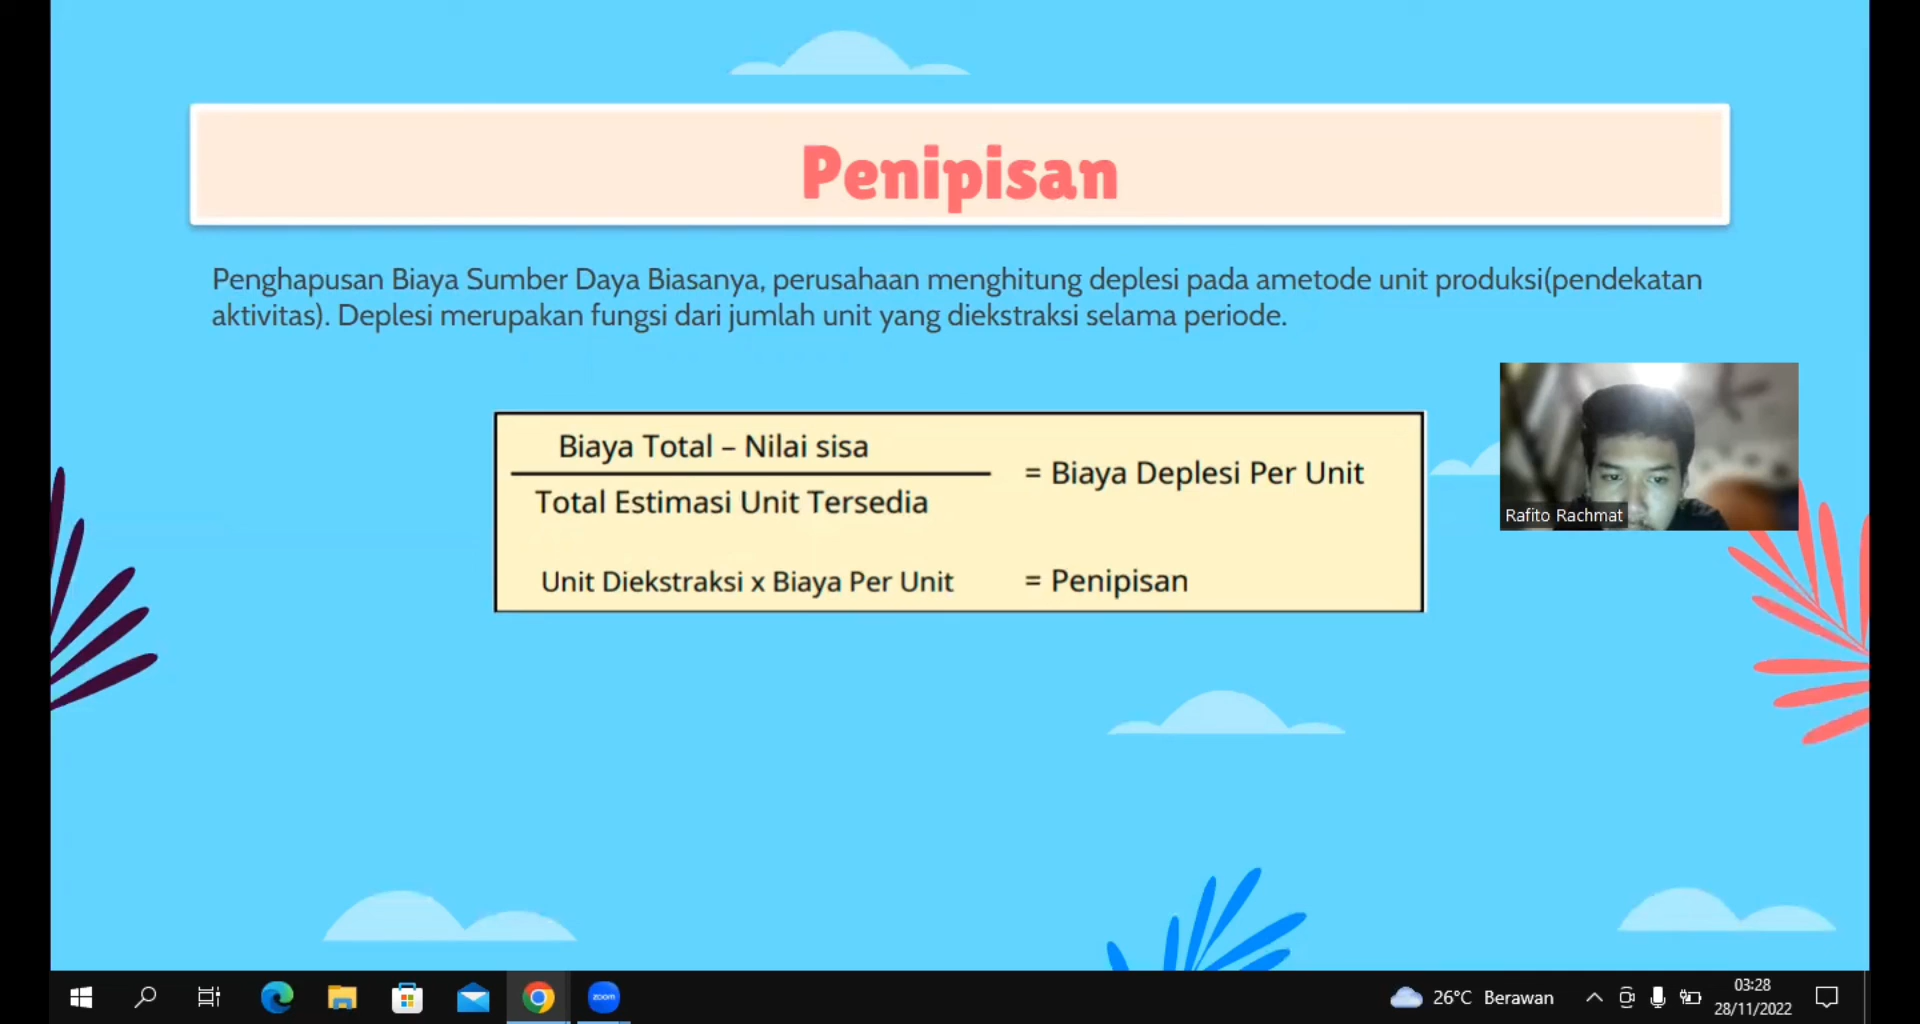 Penipisan
Penghapusan Biaya Sumber Daya Biasanya, perusahaan menghitung deplesi pada ametode unit produksi(pendekatan
aktivitas). Deplesi merupakan fungsi dari jumlah unit yang diekstraksi selama periode.
Biaya Total – Nilai sisa
= Biaya Deplesi Per Unit
Total Estimasi Unit Tersedia
Unit Diekstraksi x Biaya Per Unit = Penipisan
Rafito Rachmat
zoom
26°C Berawan
03:28
28/11/2022